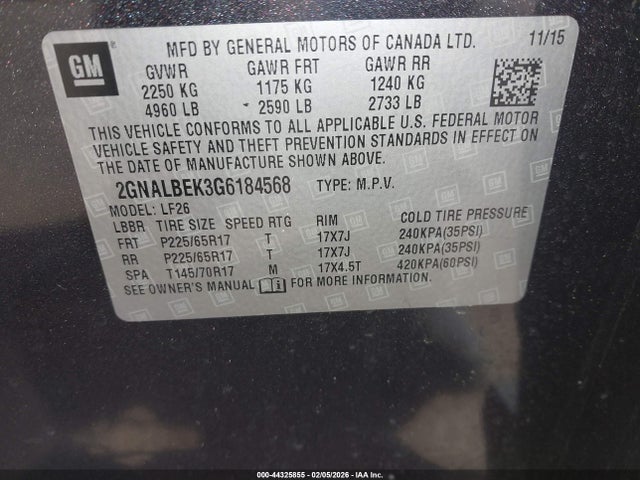 GM
MFD BY GENERAL MOTORS OF CANADA LTD. 11/15
GVWR GAWR FRT GAWR RR
2250 KG 1175 KG 1240 KG
4960 LB 2590 LB 2733 LB
THIS VEHICLE CONFORMS TO ALL APPLICABLE U.S. FEDERAL MOTOR
VEHICLE SAFETY AND THEFT PREVENTION STANDARDS IN EFFECT ON
THE DATE OF MANUFACTURE SHOWN ABOVE.
2GNALBEK3G6184568 TYPE: M.P.V.
MODEL: LF26
LBBR TIRE SIZE SPEED RTG RIM COLD TIRE PRESSURE
FRT P225/65R17 T 17X7J 240KPA(35PSI)
RR P225/65R17 T 17X7J 240KPA(35PSI)
SPA T145/70R17 M 17X4.5T 420KPA(60PSI)
SEE OWNER'S MANUAL FOR MORE INFORMATION.
000-44325855 - 02/05/2026 - IAA Inc.